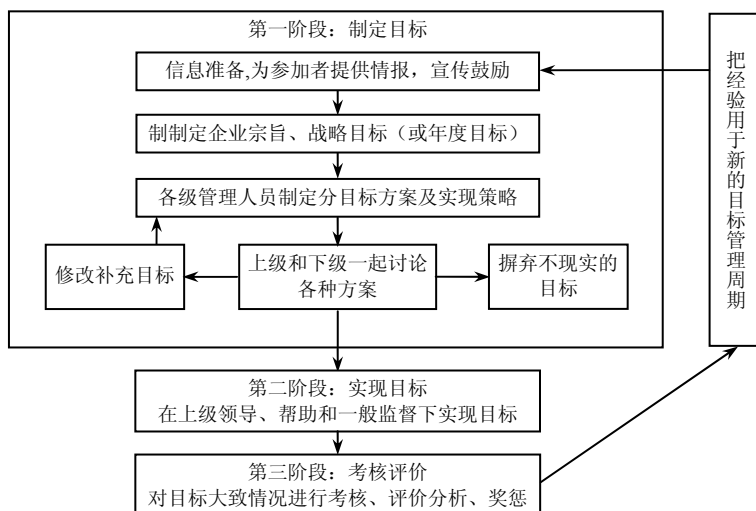 第一阶段：制定目标
信息准备,为参加者提供情报，宣传鼓励
制制定企业宗旨、战略目标（或年度目标）
各级管理人员制定分目标方案及实现策略
修改补充目标
上级和下级一起讨论
各种方案
摒弃不现实的
目标
第二阶段：实现目标
在上级领导、帮助和一般监督下实现目标
第三阶段：考核评价
对目标大致情况进行考核、评价分析、奖惩
把经验用于新的目标管理周期